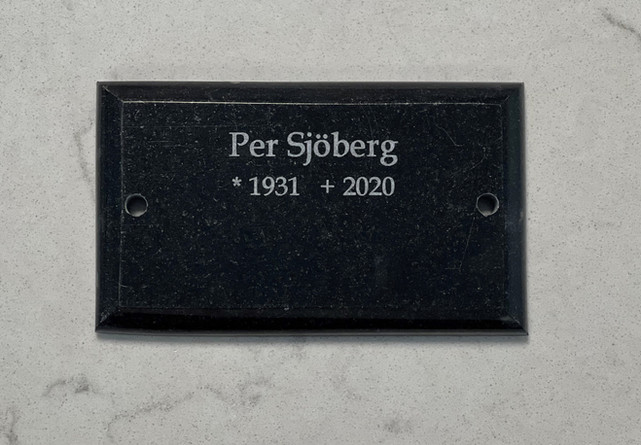 Per Sjöberg
* 1931 + 2020